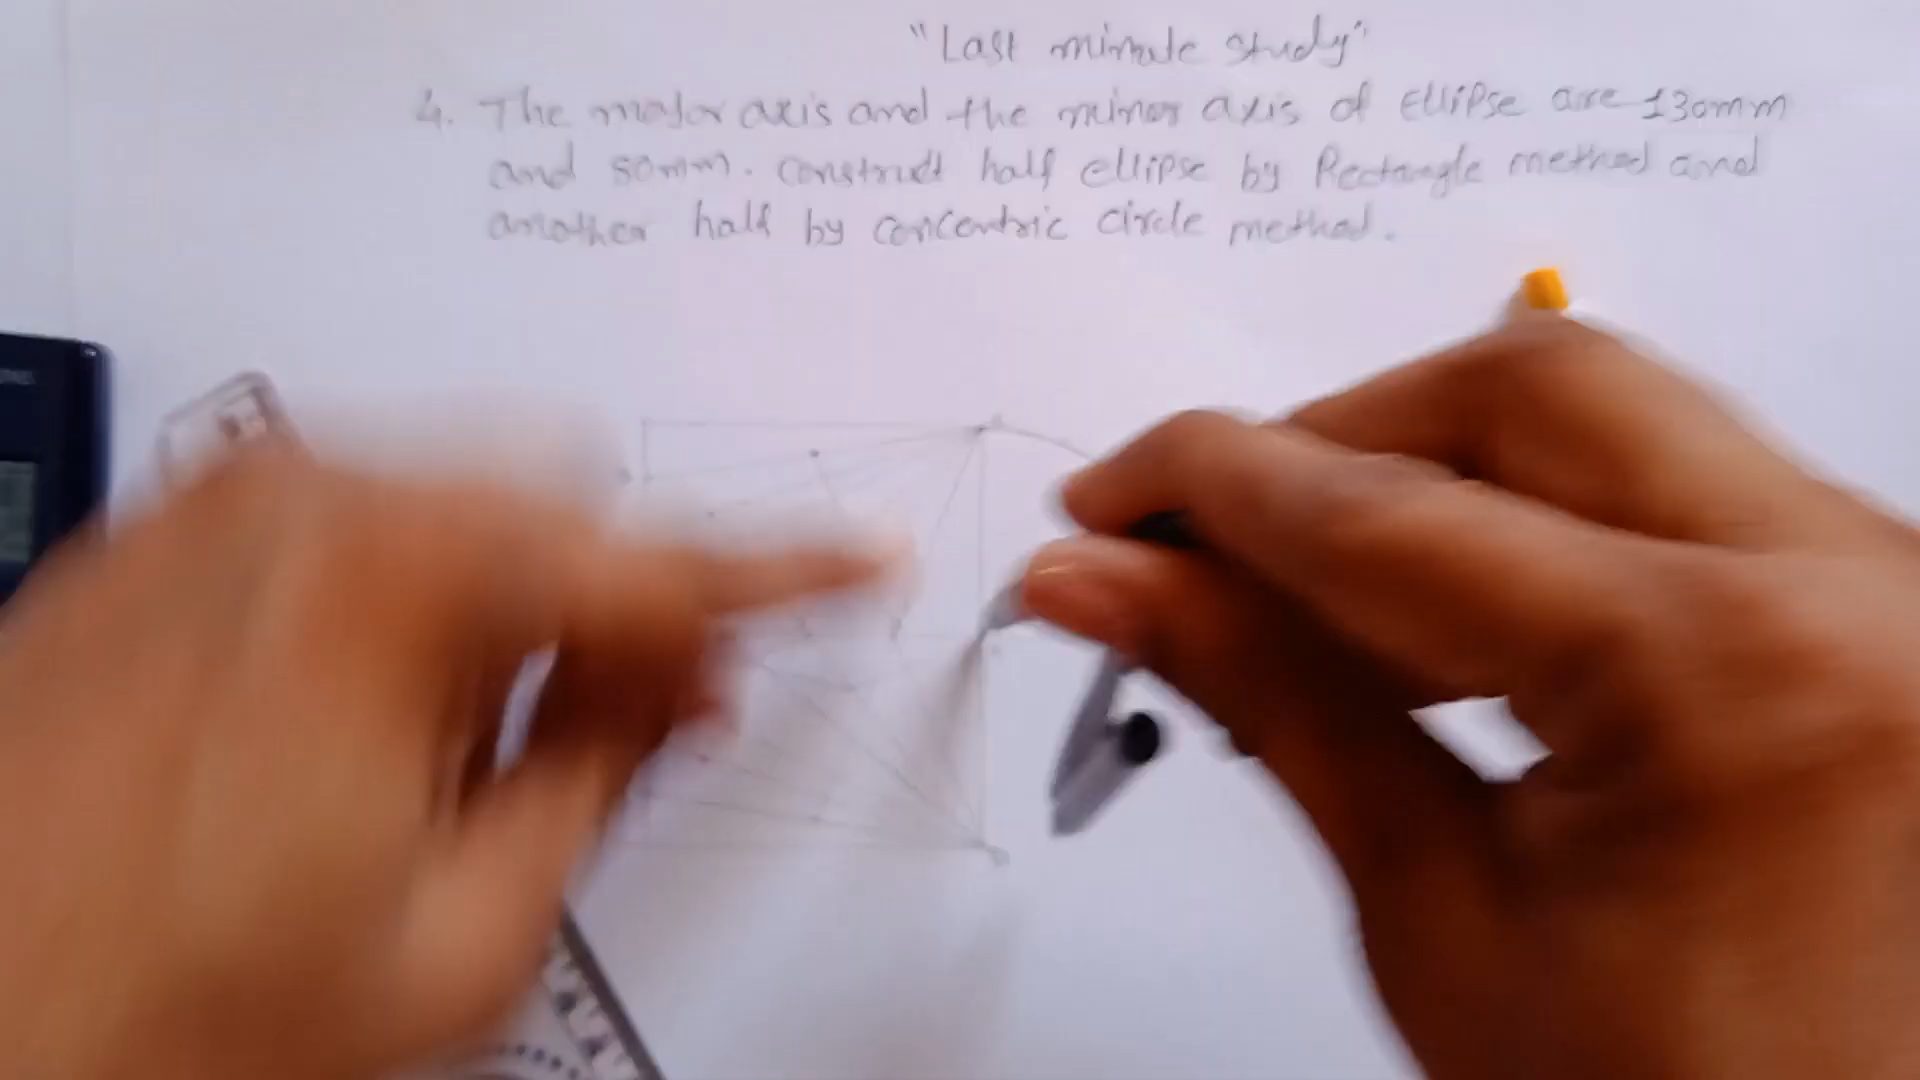 "Last minute study"
4. The major axis and the minor axis of Ellipse are 130mm
and 80mm. construct half ellipse by Rectangle method and
another half by concentric circle method.